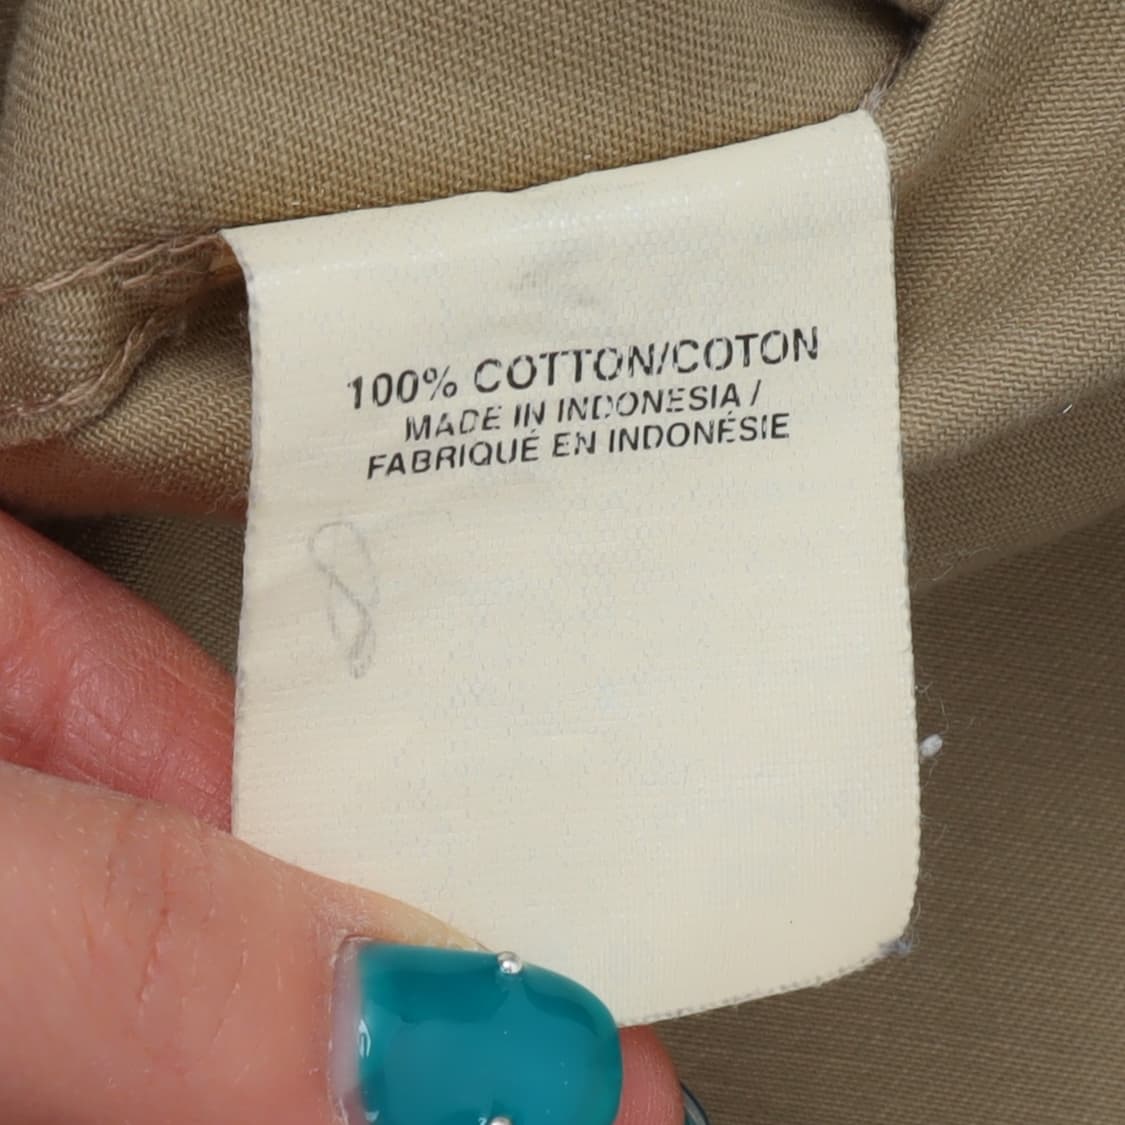 100% COTTON/COTON
MADE IN INDONESIA /
FABRIQUÉ EN INDONÉSIE
8